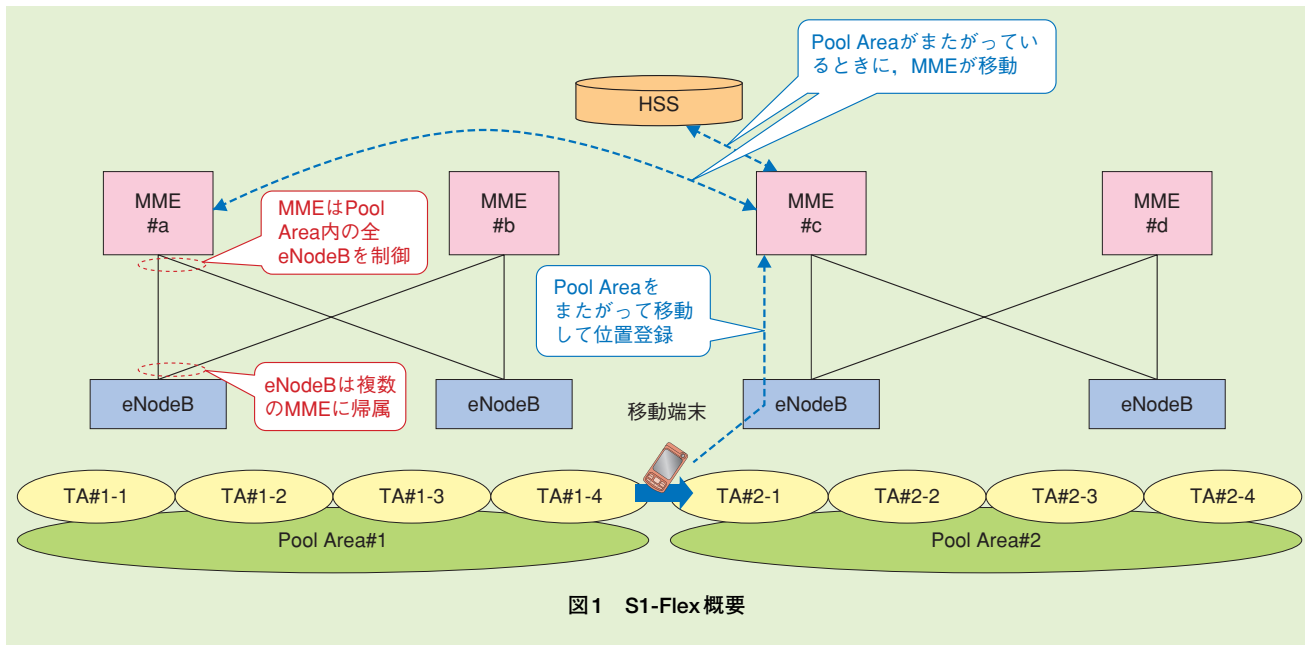 Pool Areaがまたがってい
るときに，MMEが移動
HSS
MME
#a
MMEはPool
Area内の全
eNodeBを制御
MME
#b
MME
#c
MME
#d
Pool Areaを
またがって移動
して位置登録
eNodeB
eNodeBは複数
のMMEに帰属
eNodeB
移動端末
eNodeB
eNodeB
TA#1-1
TA#1-2
TA#1-3
TA#1-4
TA#2-1
TA#2-2
TA#2-3
TA#2-4
Pool Area#1
Pool Area#2
図1 S1-Flex概要